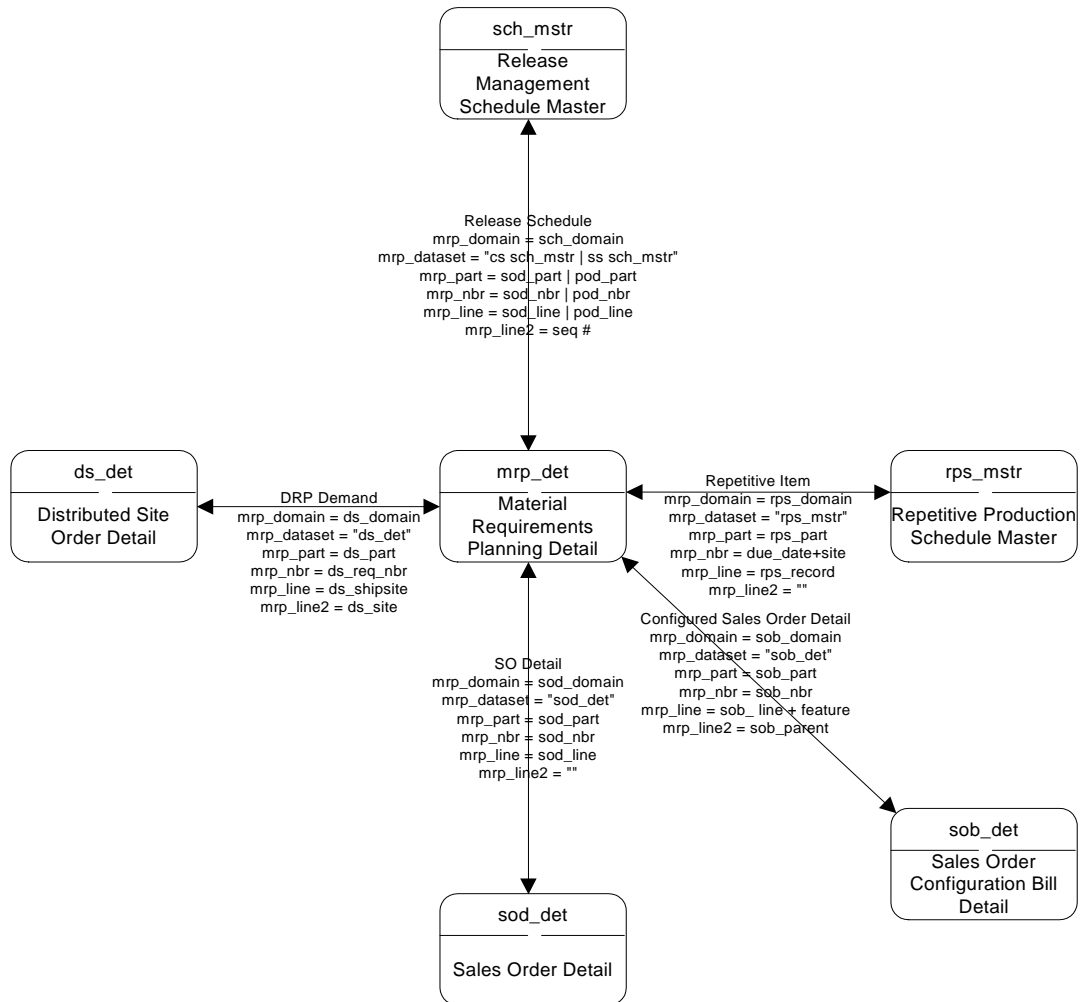 sch_mstr
Release
Management
Schedule Master
Release Schedule
mrp_domain = sch_domain
mrp_dataset = "cs sch_mstr | ss sch_mstr"
mrp_part = sod_part | pod_part
mrp_nbr = sod_nbr | pod_nbr
mrp_line = sod_line | pod_line
mrp_line2 = seq #
ds_det
Distributed Site
Order Detail
DRP Demand
mrp_domain = ds_domain
mrp_dataset = "ds_det"
mrp_part = ds_part
mrp_nbr = ds_req_nbr
mrp_line = ds_shipsite
mrp_line2 = ds_site
mrp_det
Material
Requirements
Planning Detail
Repetitive Item
mrp_domain = rps_domain
mrp_dataset = "rps_mstr"
mrp_part = rps_part
mrp_nbr = due_date+site
mrp_line = rps_record
mrp_line2 = ""
rps_mstr
Repetitive Production
Schedule Master
Configured Sales Order Detail
mrp_domain = sob_domain
mrp_dataset = "sob_det"
mrp_part = sob_part
mrp_nbr = sob_nbr
mrp_line = sob_ line + feature
mrp_line2 = sob_parent
SO Detail
mrp_domain = sod_domain
mrp_dataset = "sod_det"
mrp_part = sod_part
mrp_nbr = sod_nbr
mrp_line = sod_line
mrp_line2 = ""
sob_det
Sales Order
Configuration Bill
Detail
sod_det
Sales Order Detail